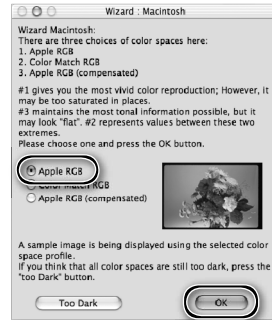 Wizard : Macintosh
Wizard Macintosh:
There are three choices of color spaces here:
1. Apple RGB
2. Color Match RGB
3. Apple RGB (compensated)
#1 gives you the most vivid color reproduction; However, it
may be too saturated in places.
#3 maintains the most tonal information possible, but it
may look "flat". #2 represents values between these two
extremes.
Please choose one and press the OK button.
Apple RGB
Color Match RGB
Apple RGB (compensated)
A sample image is being displayed using the selected color
space profile.
If you think that all color spaces are still too dark, press the
"too Dark" button.
Too Dark
OK